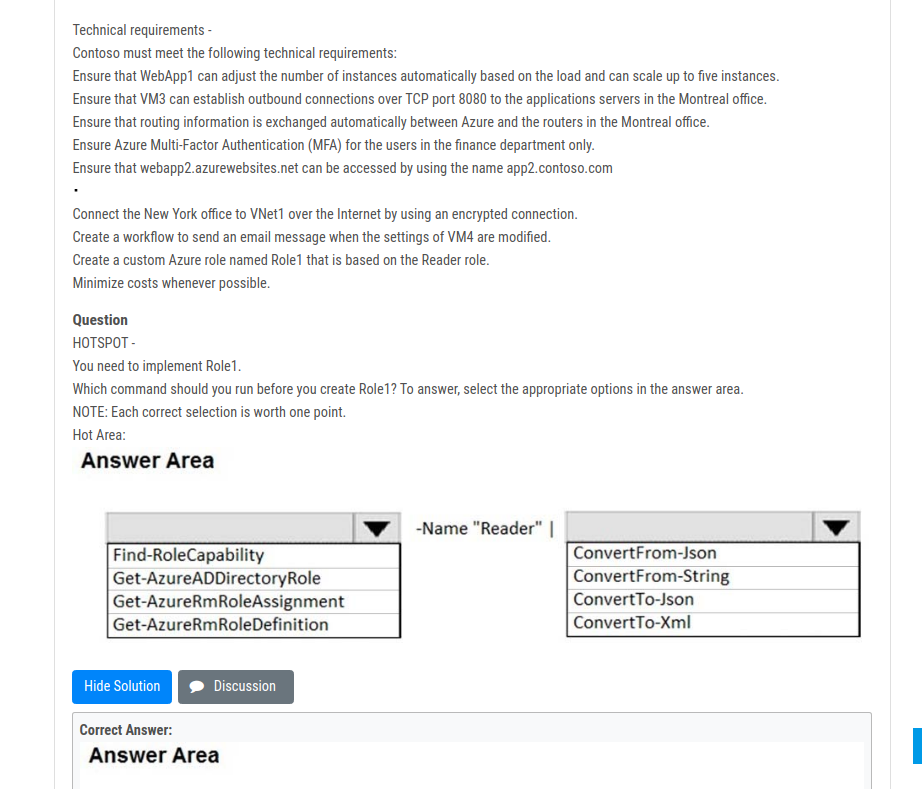 Technical requirements -
Contoso must meet the following technical requirements:
Ensure that WebApp1 can adjust the number of instances automatically based on the load and can scale up to five instances.
Ensure that VM3 can establish outbound connections over TCP port 8080 to the applications servers in the Montreal office.
Ensure that routing information is exchanged automatically between Azure and the routers in the Montreal office.
Ensure Azure Multi-Factor Authentication (MFA) for the users in the finance department only.
Ensure that webapp2.azurewebsites.net can be accessed by using the name app2.contoso.com
.
Connect the New York office to VNet1 over the Internet by using an encrypted connection.
Create a workflow to send an email message when the settings of VM4 are modified.
Create a custom Azure role named Role1 that is based on the Reader role.
Minimize costs whenever possible.
Question
HOTSPOT -
You need to implement Role1.
Which command should you run before you create Role1? To answer, select the appropriate options in the answer area.
NOTE: Each correct selection is worth one point.
Hot Area:
Answer Area
-Name "Reader" |
Find-RoleCapability
Get-AzureADDirectoryRole
Get-AzureRmRoleAssignment
Get-AzureRmRoleDefinition
ConvertFrom-Json
ConvertFrom-String
ConvertTo-Json
ConvertTo-Xml
Hide Solution
Discussion
Correct Answer:
Answer Area